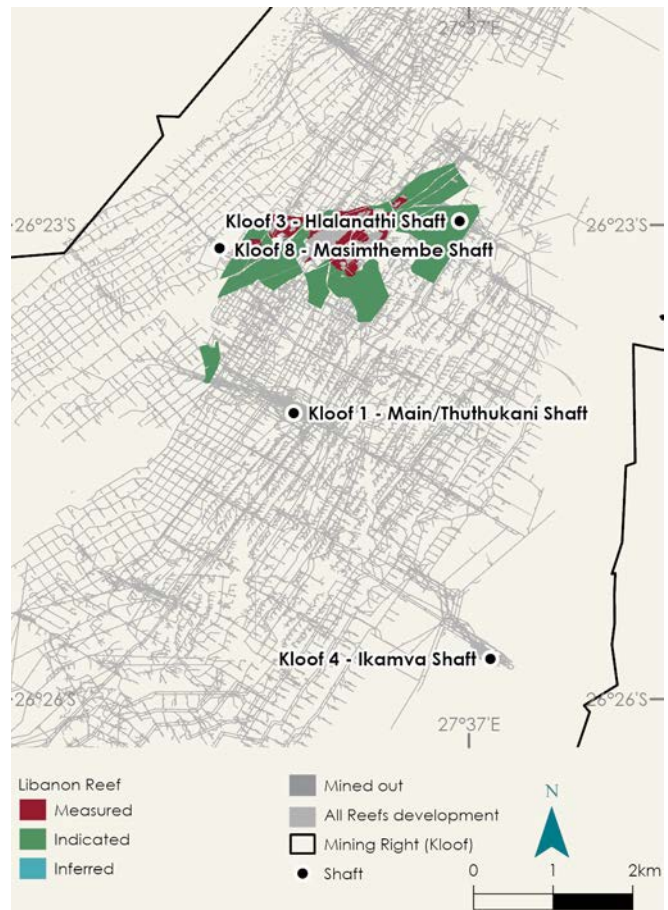 27°37'E
26°23'S
26°23'S
Kloof 3 - Hlalanathi Shaft
Kloof 8 - Masimthembe Shaft
Kloof 1 - Main/Thuthukani Shaft
Kloof 4 - Ikamva Shaft
26°26'S
26°26'S
27°37'E
Libanon Reef
Measured
Indicated
Inferred
Mined out
All Reefs development
Mining Right (Kloof)
Shaft
N
0 1 2km